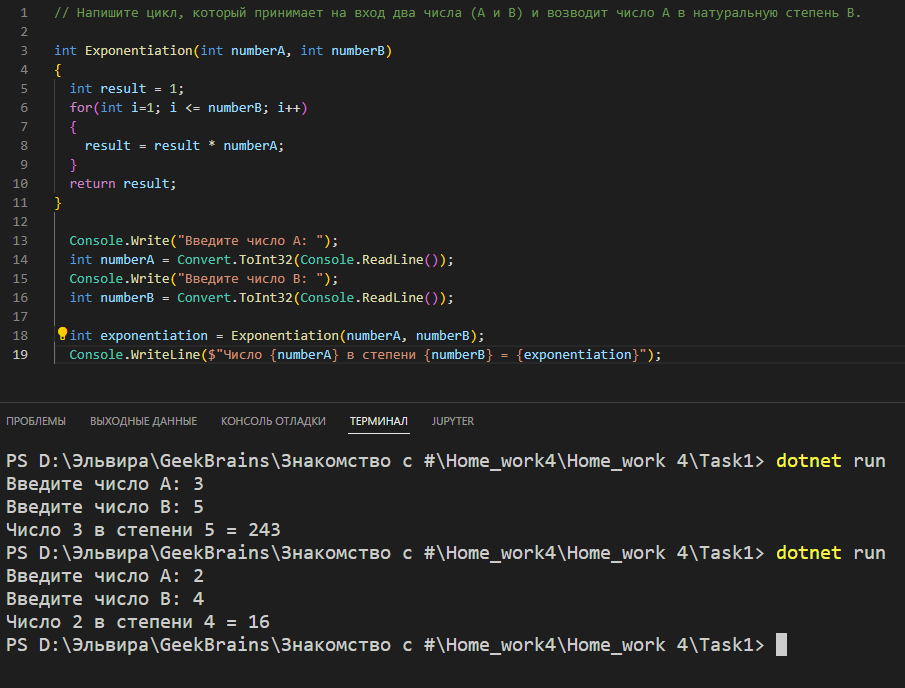 1 // Напишите цикл, который принимает на вход два числа (A и B) и возводит число A в натуральную степень B.
2
3 int Exponentiation(int numberA, int numberB)
4 {
5   int result = 1;
6   for(int i=1; i <= numberB; i++)
7   {
8     result = result * numberA;
9   }
10   return result;
11 }
12
13   Console.Write("Введите число A: ");
14   int numberA = Convert.ToInt32(Console.ReadLine());
15   Console.Write("Введите число B: ");
16   int numberB = Convert.ToInt32(Console.ReadLine());
17
18   int exponentiation = Exponentiation(numberA, numberB);
19   Console.WriteLine($"Число {numberA} в степени {numberB} = {exponentiation}");
ПРОБЛЕМЫ ВЫХОДНЫЕ ДАННЫЕ КОНСОЛЬ ОТЛАДКИ ТЕРМИНАЛ JUPYTER
PS D:\Эльвира\GeekBrains\Знакомство с #\Home_work4\Home_work 4\Task1> dotnet run
Введите число A: 3
Введите число B: 5
Число 3 в степени 5 = 243
PS D:\Эльвира\GeekBrains\Знакомство с #\Home_work4\Home_work 4\Task1> dotnet run
Введите число A: 2
Введите число B: 4
Число 2 в степени 4 = 16
PS D:\Эльвира\GeekBrains\Знакомство с #\Home_work4\Home_work 4\Task1>